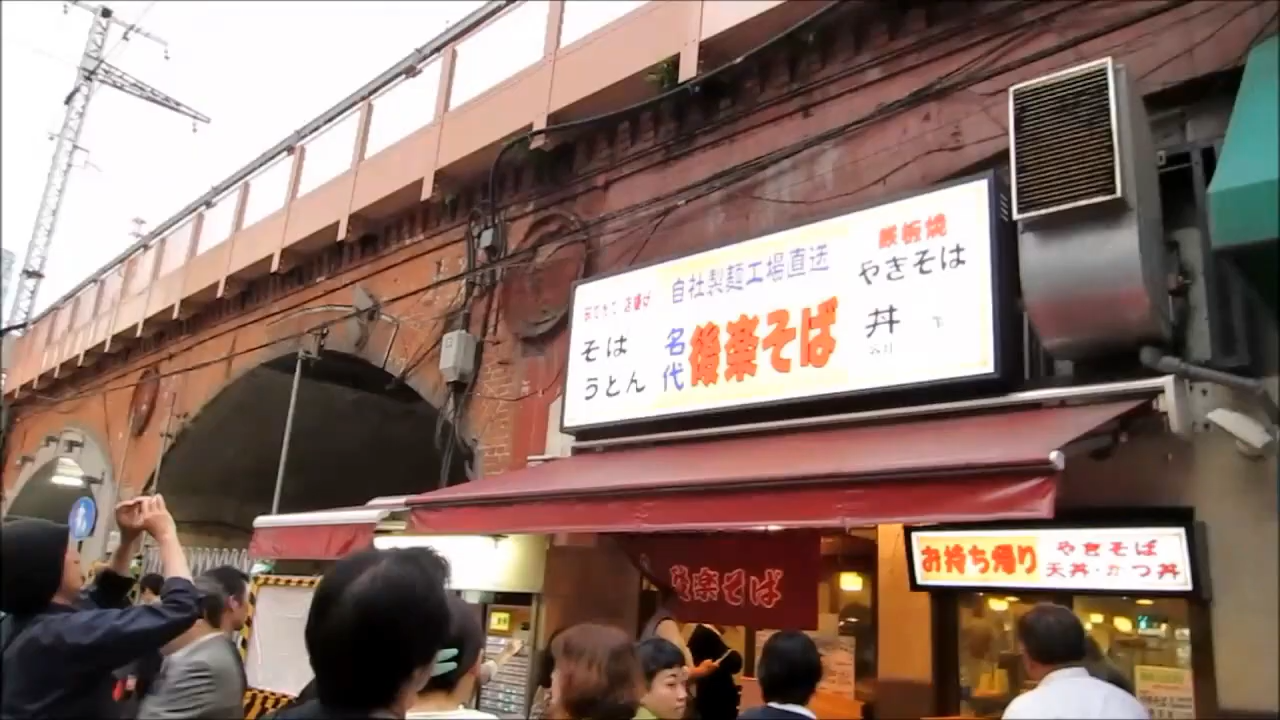 自社製麺工場直送
鉄板焼
やきそば
そば
うどん
名代
後楽そば
丼
後楽そば
お持ち帰り
やきそば
天丼・かつ丼